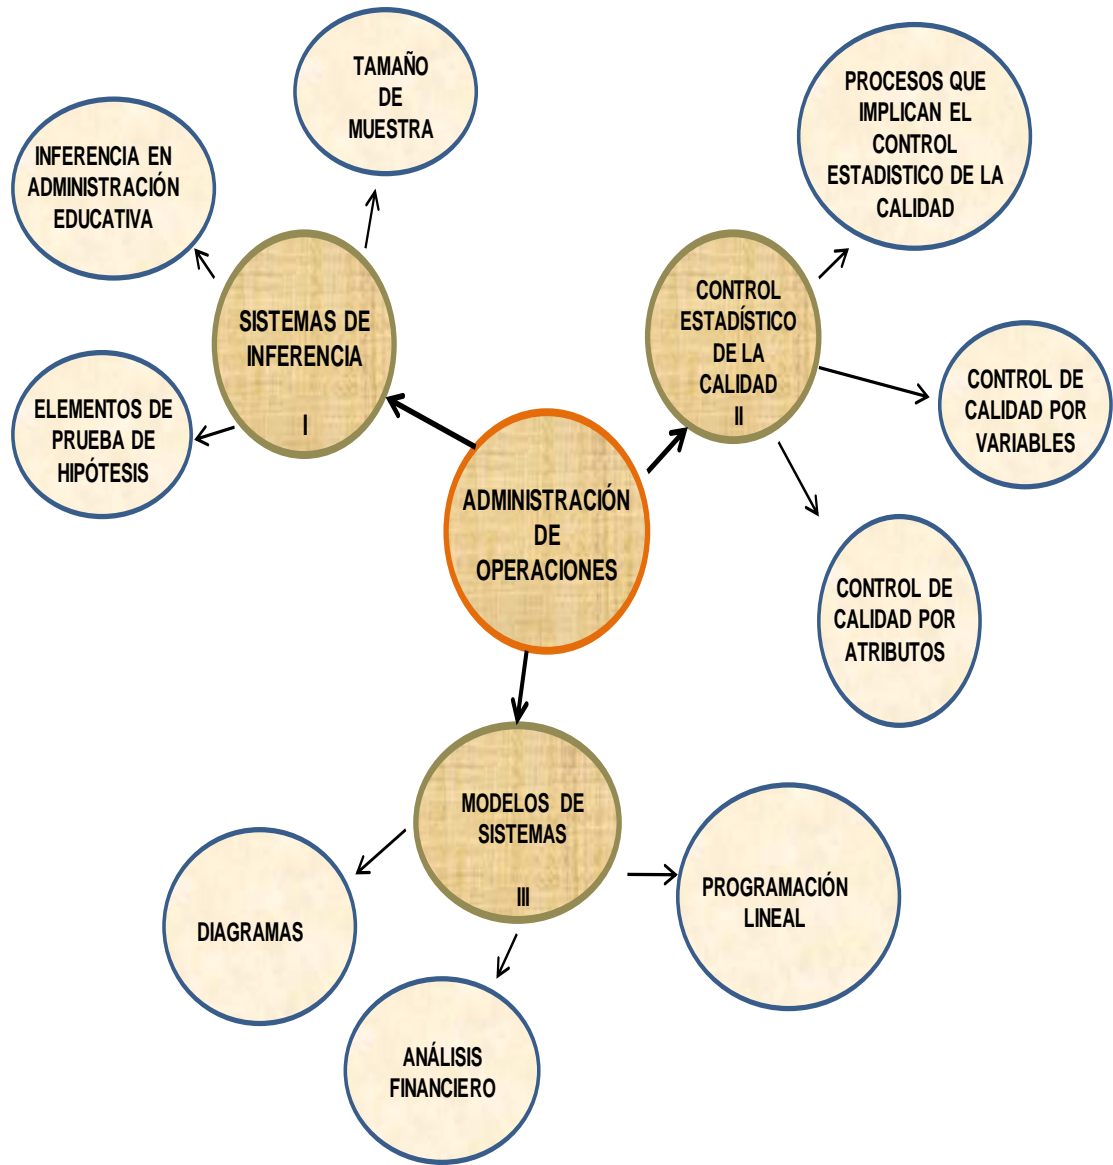 TAMAÑO
DE
MUESTRA
INFERENCIA EN
ADMINISTRACIÓN
EDUCATIVA
SISTEMAS DE
INFERENCIA
I
ELEMENTOS DE
PRUEBA DE
HIPÓTESIS
PROCESOS QUE
IMPLICAN EL
CONTROL
ESTADISTICO DE LA
CALIDAD
CONTROL
ESTADÍSTICO
DE LA
CALIDAD
II
CONTROL DE
CALIDAD POR
VARIABLES
CONTROL DE
CALIDAD POR
ATRIBUTOS
ADMINISTRACIÓN
DE
OPERACIONES
MODELOS DE
SISTEMAS
III
DIAGRAMAS
ANÁLISIS
FINANCIERO
PROGRAMACIÓN
LINEAL